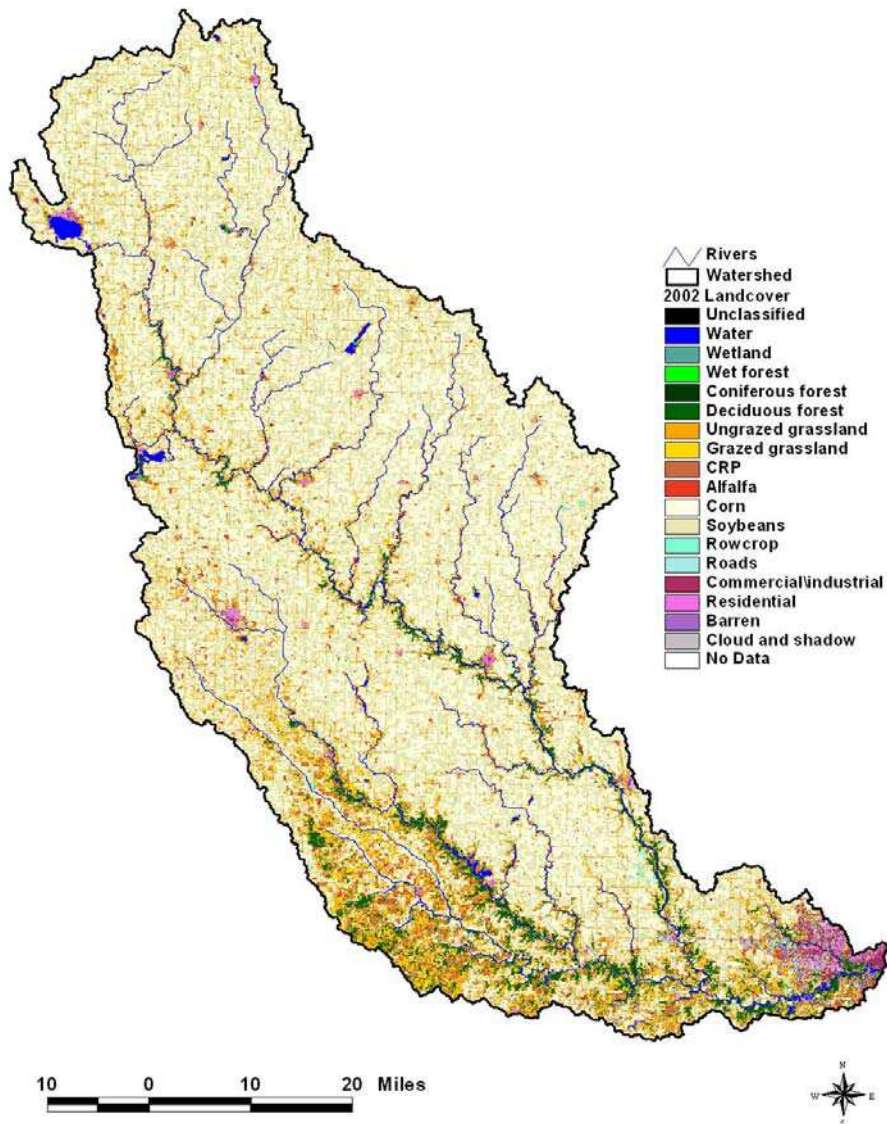 Rivers
Watershed
2002 Landcover
Unclassified
Water
Wetland
Wet forest
Coniferous forest
Deciduous forest
Ungrazed grassland
Grazed grassland
CRP
Alfalfa
Corn
Soybeans
Rowcrop
Roads
Commercial\industrial
Residential
Barren
Cloud and shadow
No Data
10 0 10 20 Miles
N
W E
S